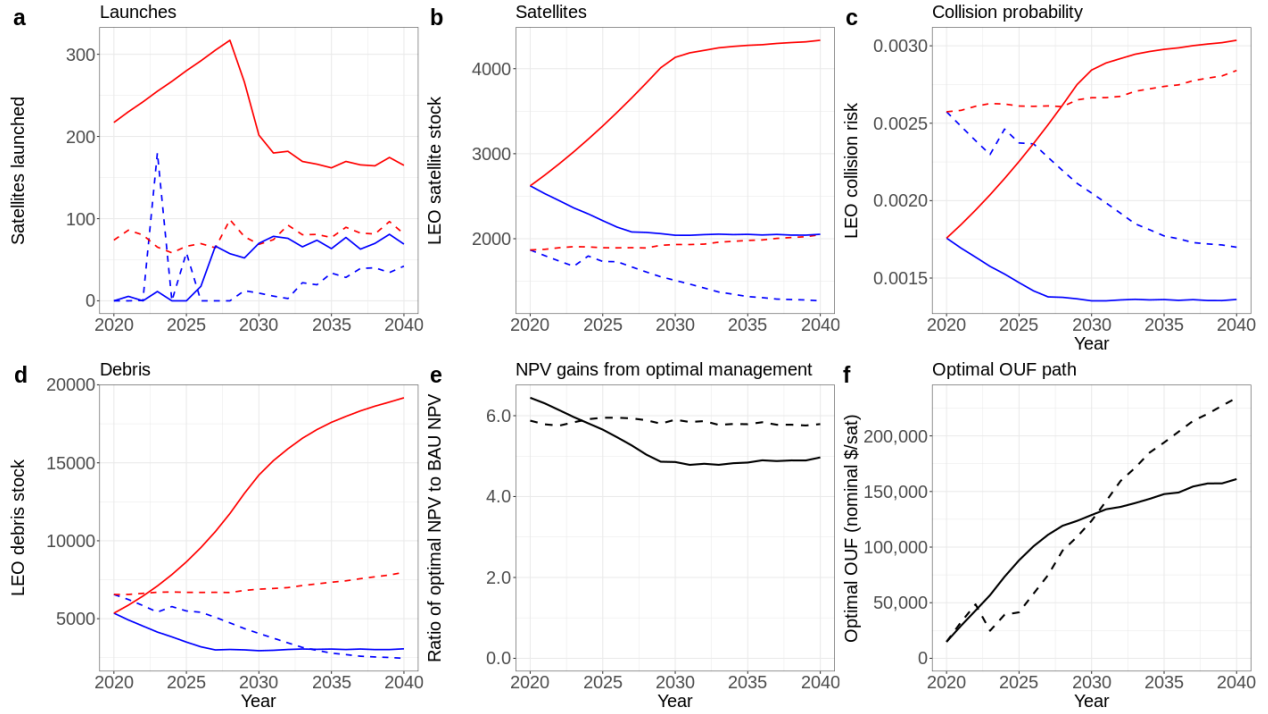 a
Launches
Satellites launched
300
200
100
0
2020 2025 2030 2035 2040
b
Satellites
LEO satellite stock
4000
3000
2000
2020 2025 2030 2035 2040
c
Collision probability
LEO collision risk
0.0030
0.0025
0.0020
0.0015
2020 2025 2030 2035 2040
Year
d
Debris
LEO debris stock
20000
15000
10000
5000
2020 2025 2030 2035 2040
Year
e
NPV gains from optimal management
Ratio of optimal NPV to BAU NPV
6.0
4.0
2.0
0.0
2020 2025 2030 2035 2040
Year
f
Optimal OUF path
Optimal OUF (nominal $/sat)
200,000
150,000
100,000
50,000
0
2020 2025 2030 2035 2040
Year